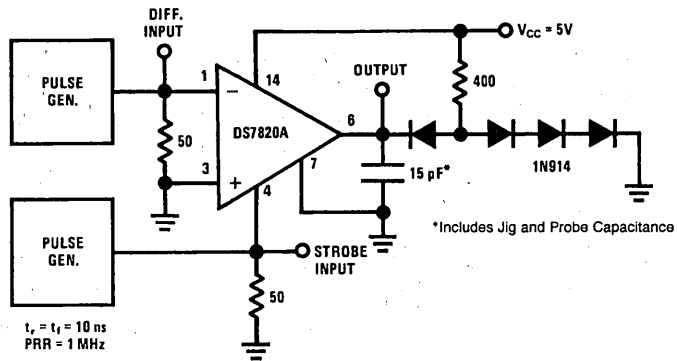 DIFF.
INPUT
V_CC = 5V
PULSE
GEN.
1
14
OUTPUT
400
−
DS7820A
6
50
3
+
7
4
15 pF*
1N914
*Includes Jig and Probe Capacitance
PULSE
GEN.
STROBE
INPUT
50
t_r = t_f = 10 ns
PRR = 1 MHz